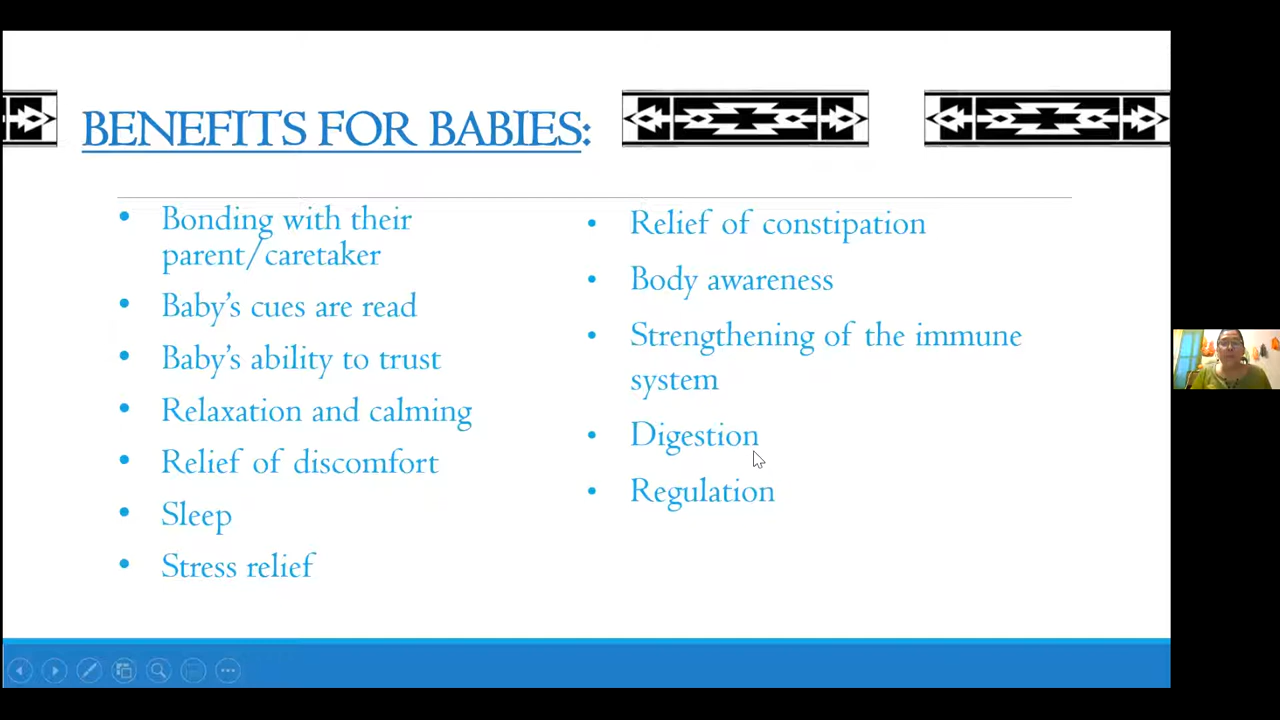 BENEFITS FOR BABIES:
• Bonding with their
parent/caretaker
• Baby's cues are read
• Baby's ability to trust
• Relaxation and calming
• Relief of discomfort
• Sleep
• Stress relief
• Relief of constipation
• Body awareness
• Strengthening of the immune
system
• Digestion
• Regulation